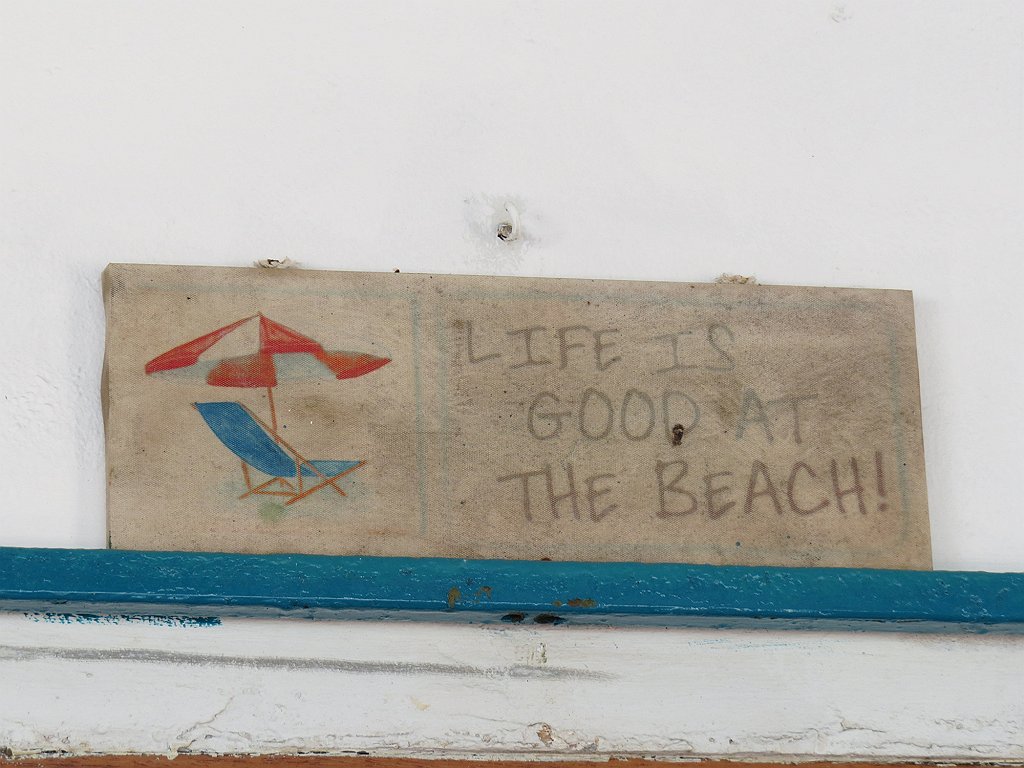 LIFE IS
GOOD AT
THE BEACH!